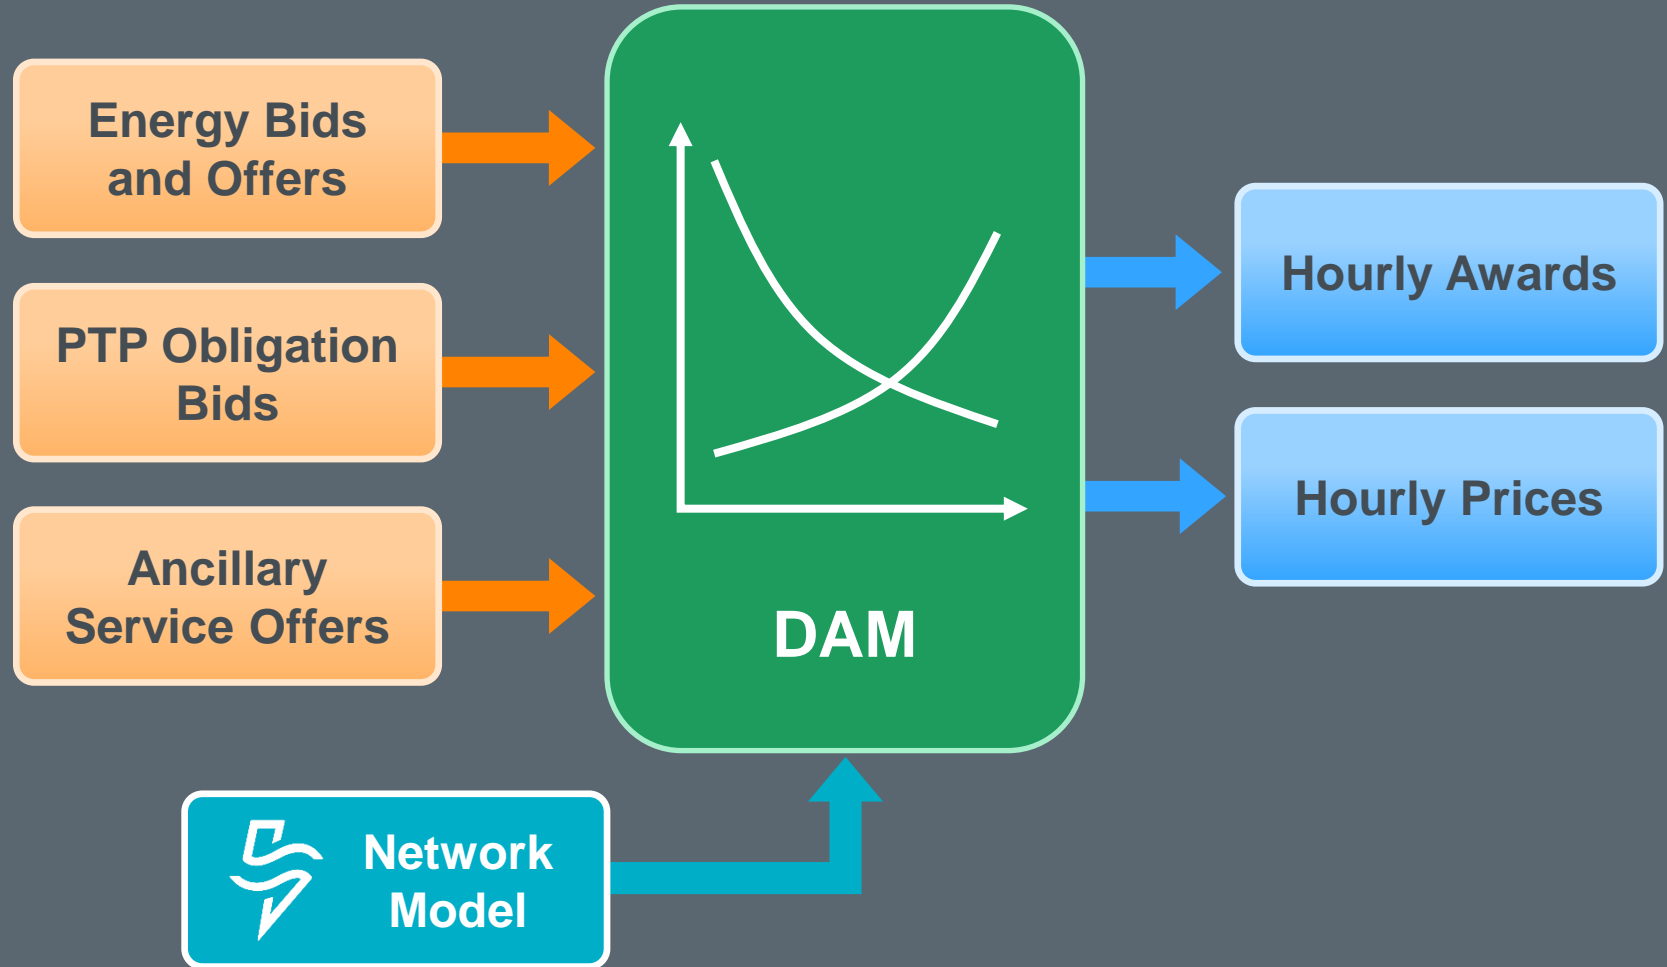 Energy Bids
and Offers
PTP Obligation
Bids
Ancillary
Service Offers
DAM
Hourly Awards
Hourly Prices
Network
Model